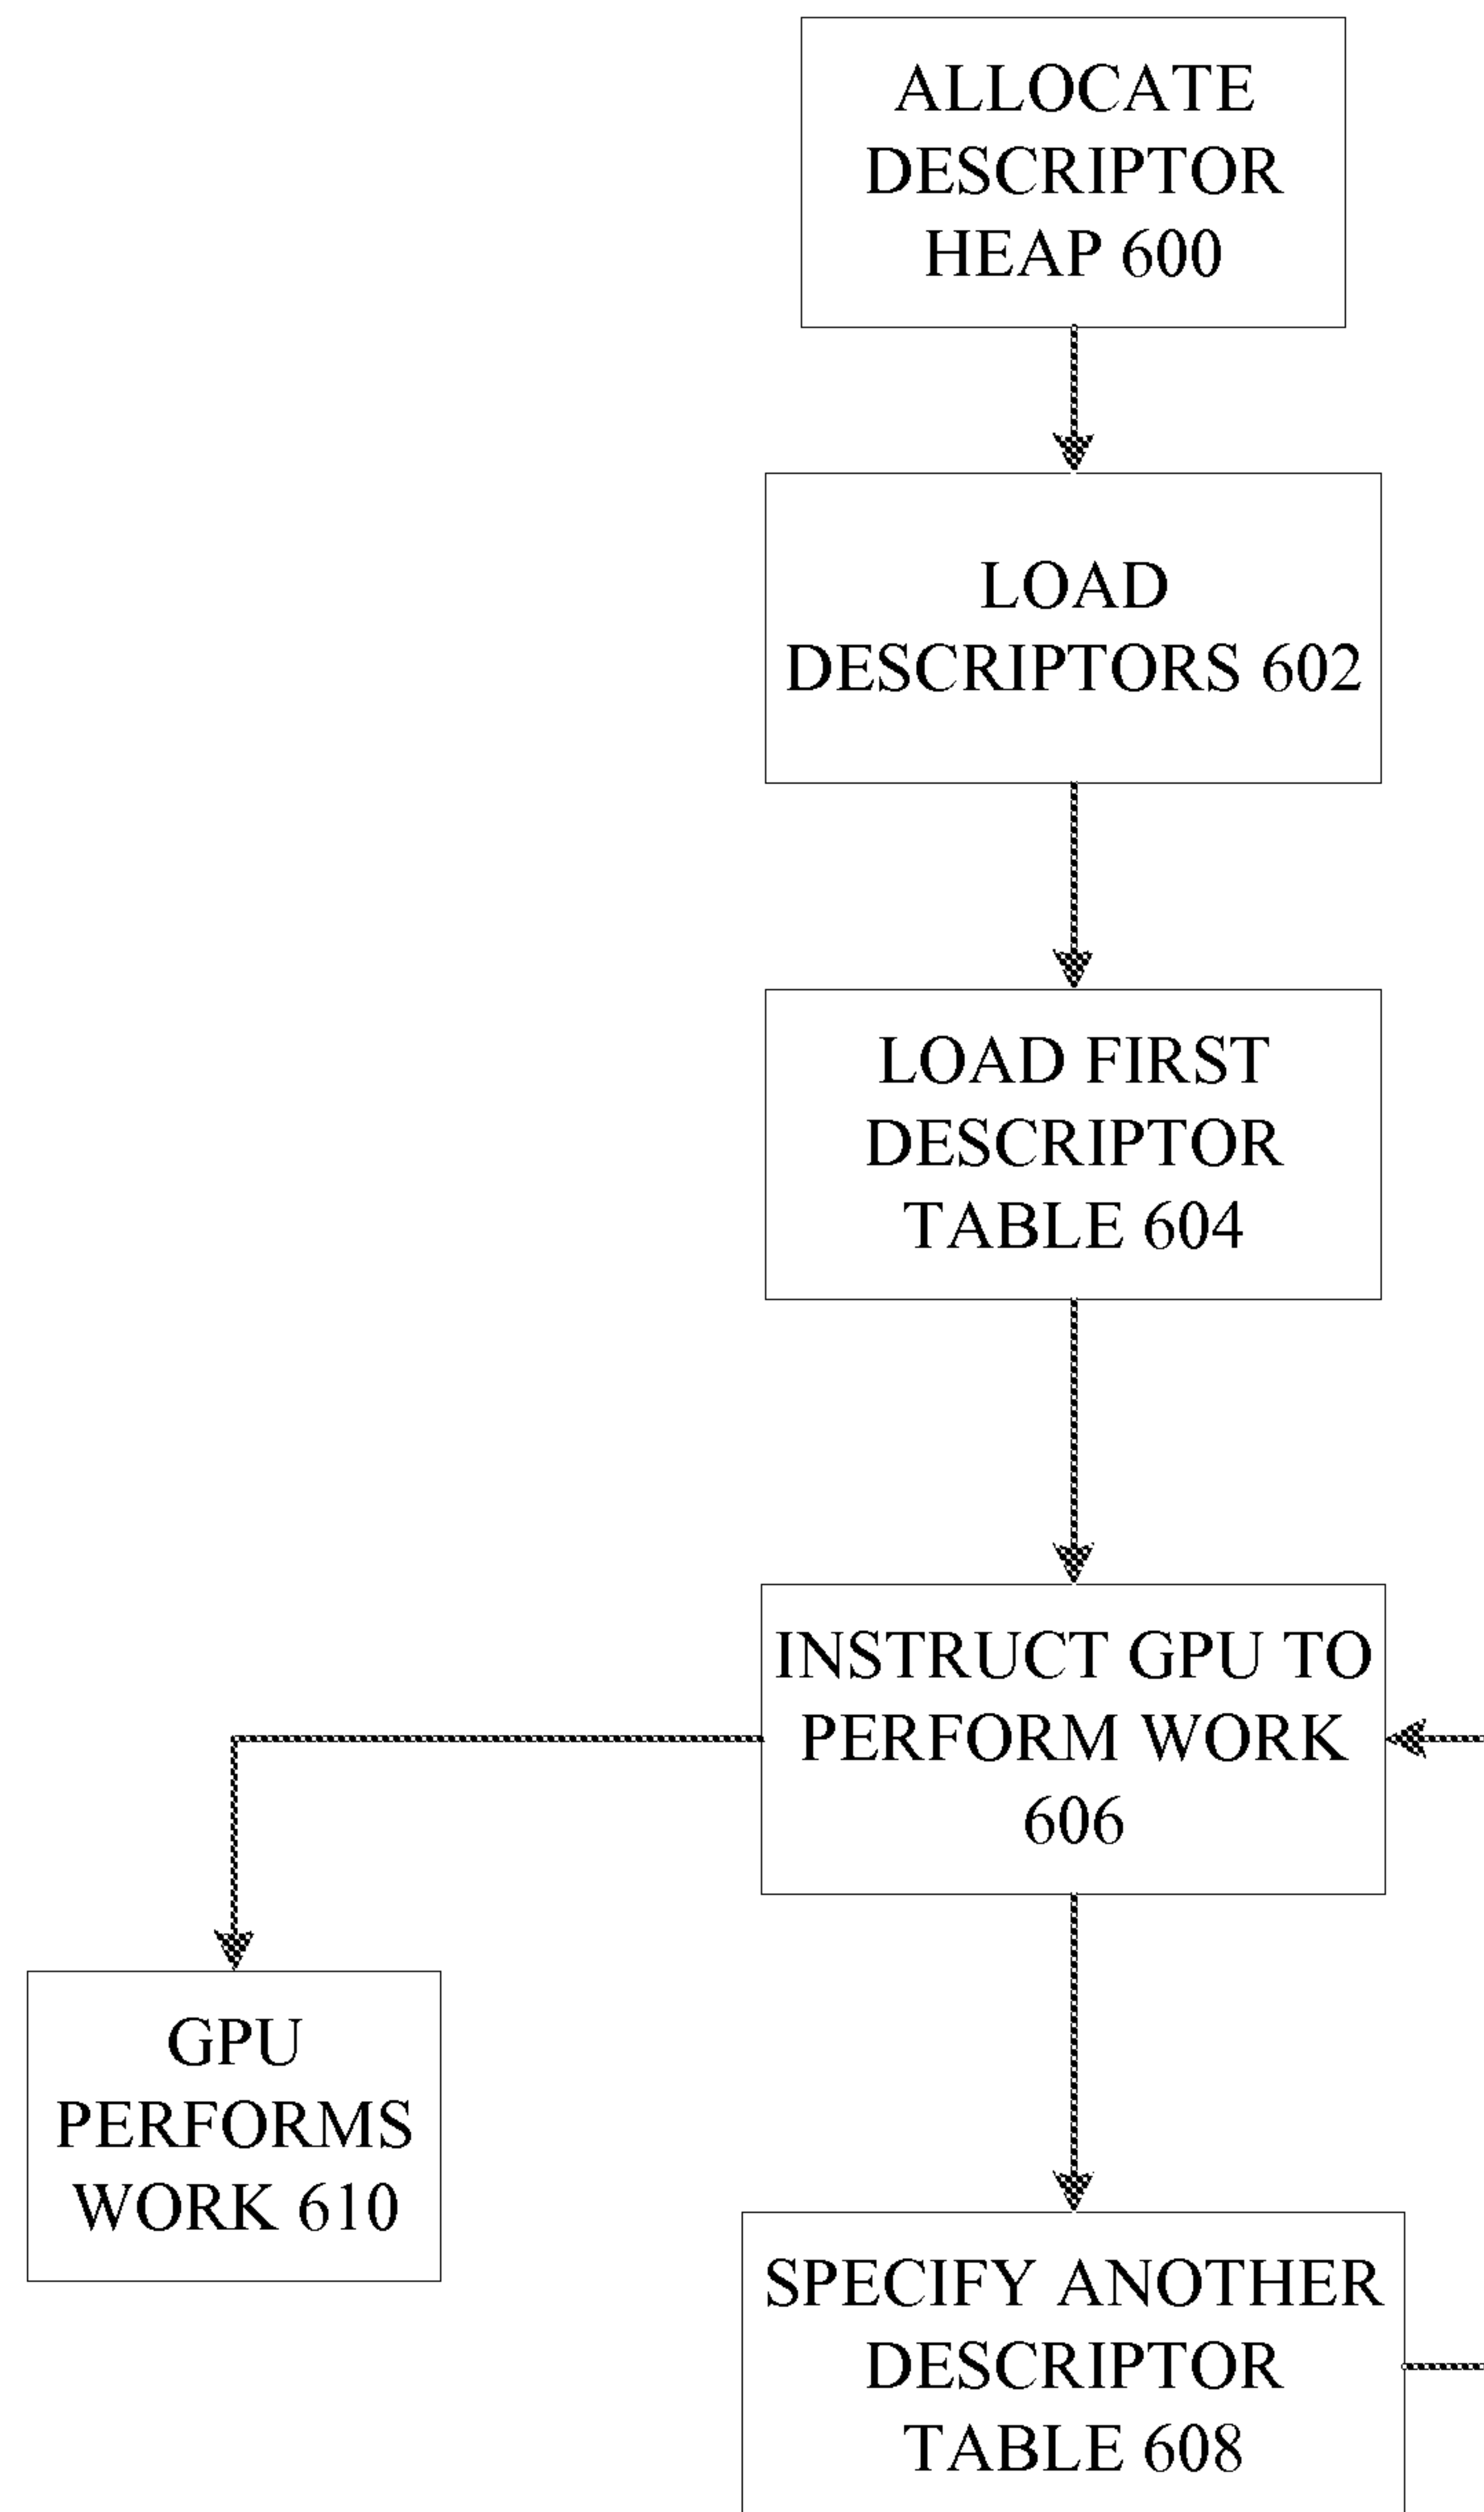 ALLOCATE
DESCRIPTOR
HEAP 600
LOAD
DESCRIPTORS 602
LOAD FIRST
DESCRIPTOR
TABLE 604
INSTRUCT GPU TO
PERFORM WORK
606
GPU
PERFORMS
WORK 610
SPECIFY ANOTHER
DESCRIPTOR
TABLE 608